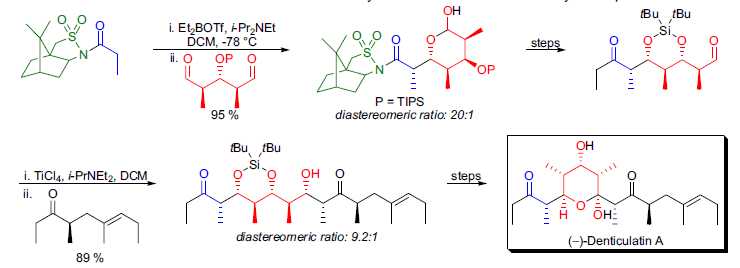 i. Et2BOTf, i-Pr2NEt
DCM, -78 °C
ii.
OP
O O
95 %
O O
S
N
O
O O
S
N
O
OH
O
OP
P = TIPS
diastereomeric ratio: 20:1
steps
tBu tBu
Si
O O O O
i. TiCl4, i-PrNEt2, DCM
ii.
O
89 %
tBu tBu
Si
O O O OH O
diastereomeric ratio: 9.2:1
steps
OH
O O
O
H OH
(–)-Denticulatin A